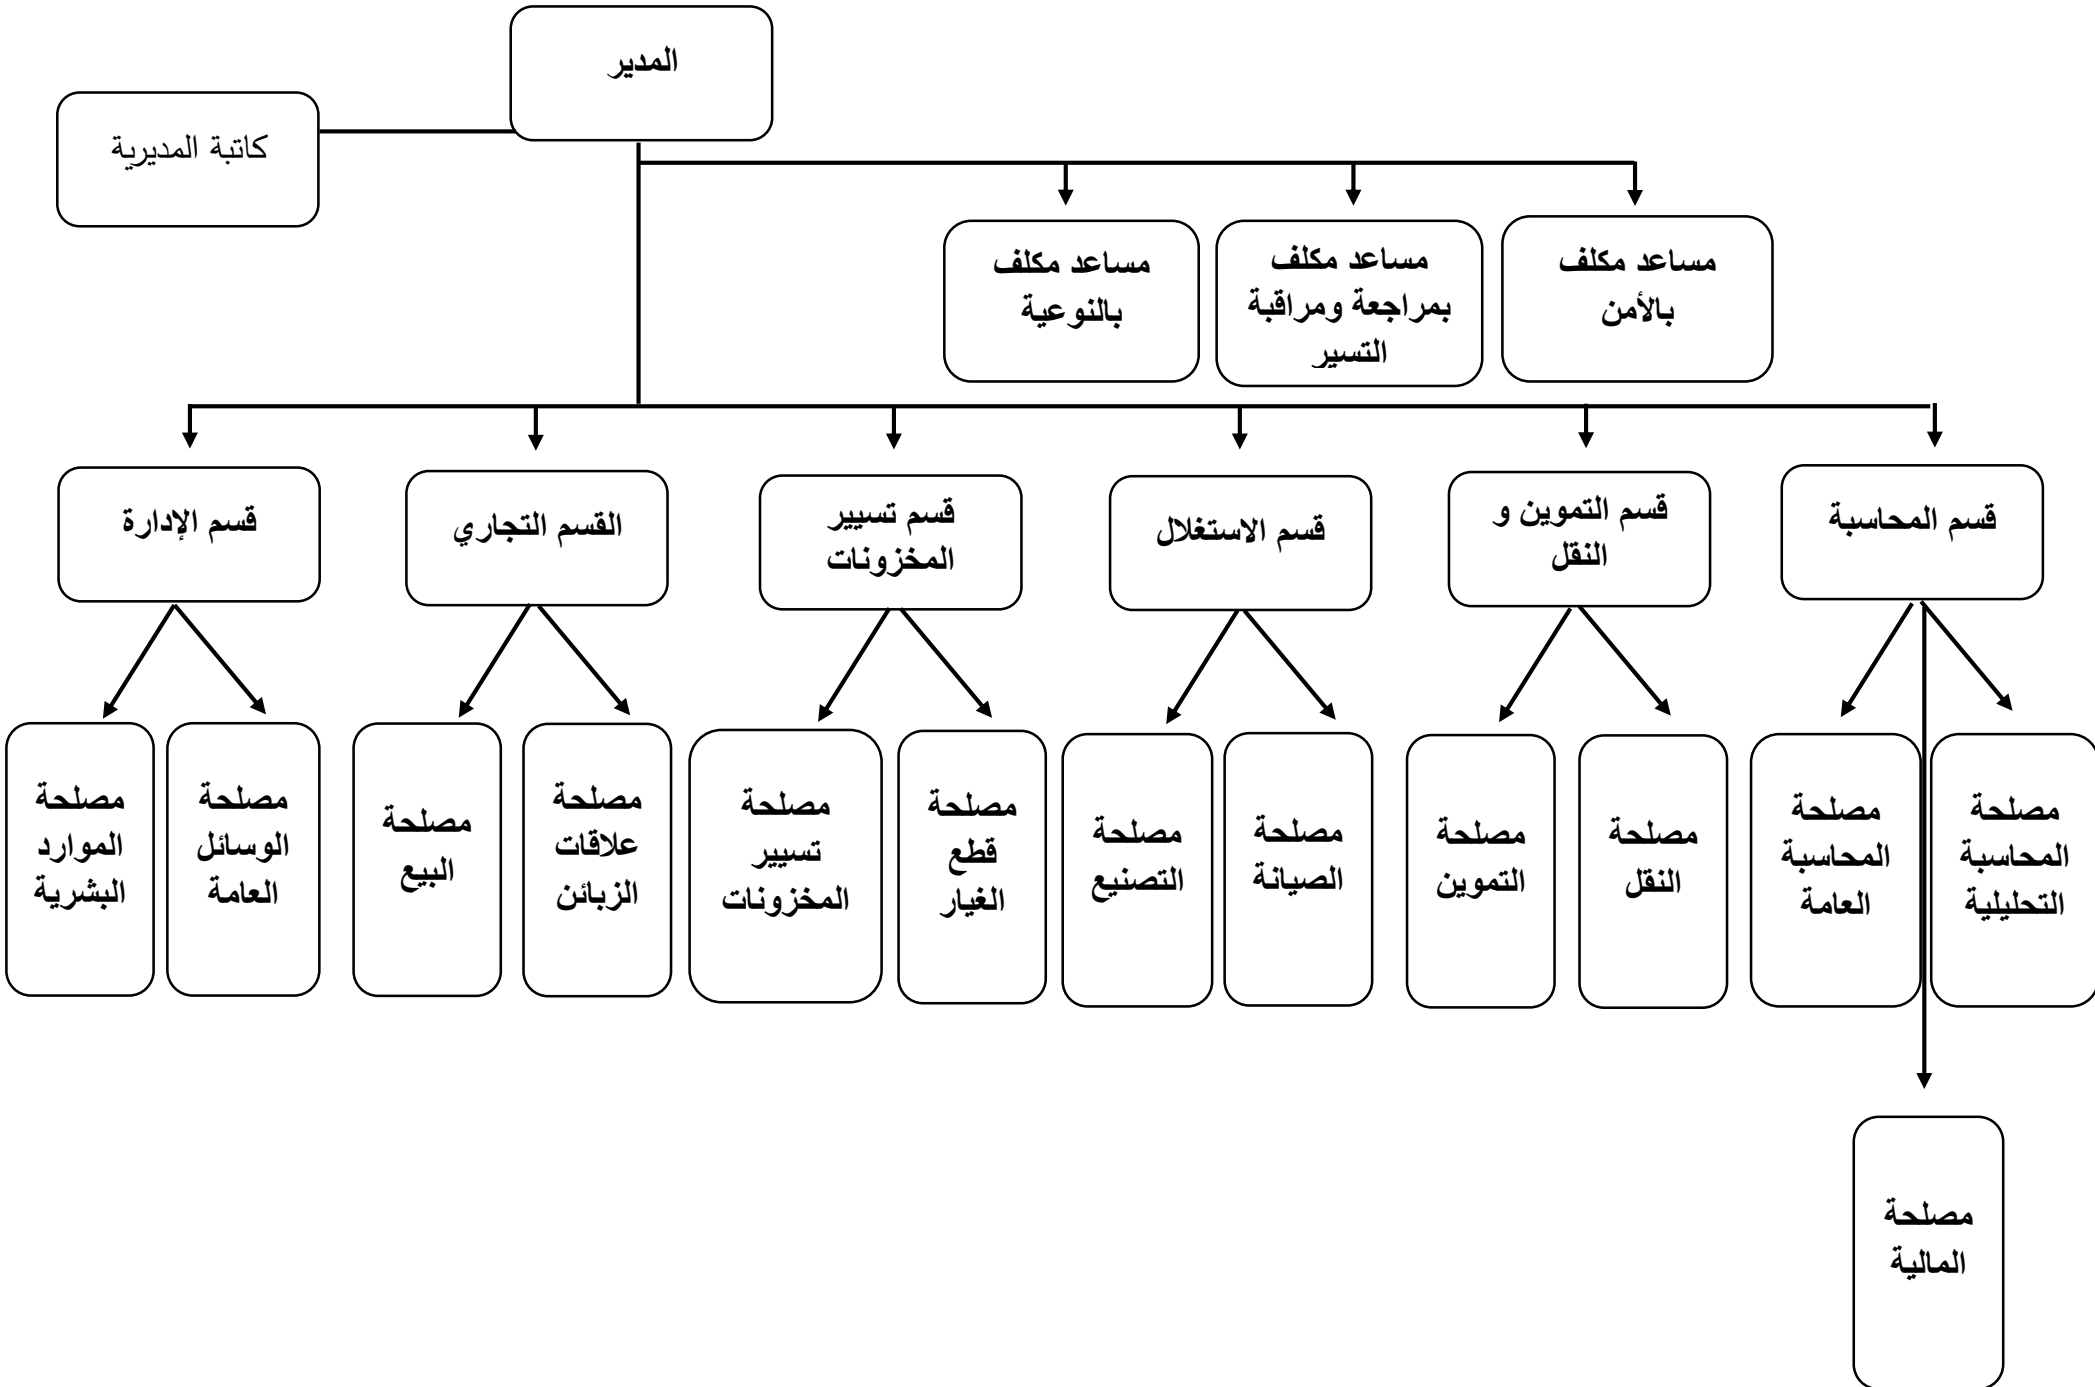 المدير
كاتبة المديرية
مساعد مكلف
بالأمن
مساعد مكلف
بمراجعة ومراقبة
التسير
مساعد مكلف
بالنوعية
قسم المحاسبة
قسم التموين و
النقل
قسم الاستغلال
قسم تسيير
المخزونات
القسم التجاري
قسم الإدارة
مصلحة
المحاسبة
التحليلية
مصلحة
المحاسبة
العامة
مصلحة
النقل
مصلحة
التموين
مصلحة
الصيانة
مصلحة
التصنيع
مصلحة
قطع
الغيار
مصلحة
تسيير
المخزونات
مصلحة
علاقات
الزبائن
مصلحة
البيع
مصلحة
الوسائل
العامة
مصلحة
الموارد
البشرية
مصلحة
المالية